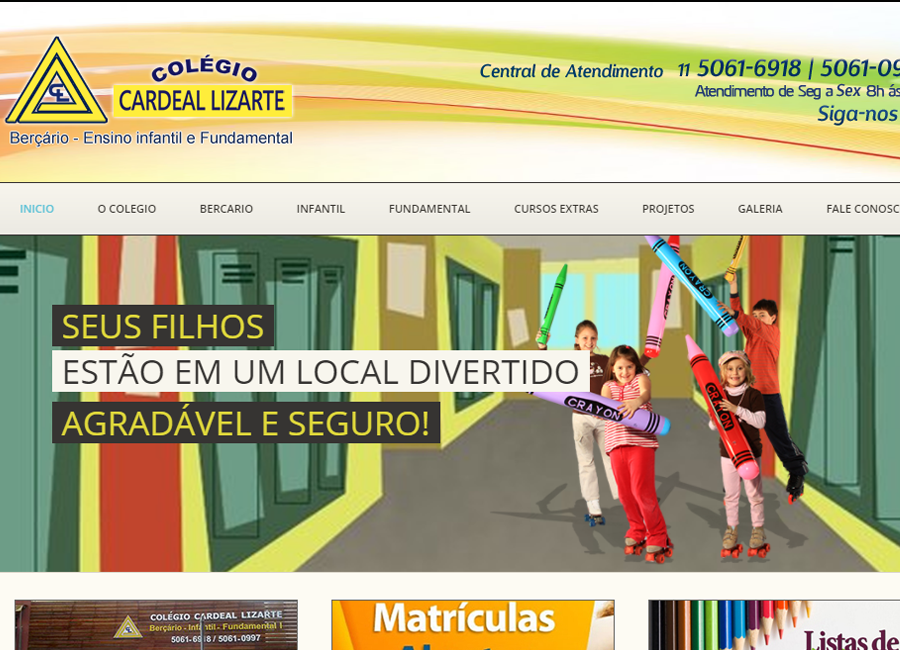 COLÉGIO
CARDEAL LIZARTE
Berçário - Ensino infantil e Fundamental
Central de Atendimento 11 5061-6918 | 5061-09
Atendimento de Seg a Sex 8h ás
Siga-nos
INICIO O COLEGIO BERCARIO INFANTIL FUNDAMENTAL CURSOS EXTRAS PROJETOS GALERIA FALE CONOSC
SEUS FILHOS
ESTÃO EM UM LOCAL DIVERTIDO
AGRADÁVEL E SEGURO!
CRAYON
CRAYON
CRAYON
CRAYON
COLÉGIO CARDEAL LIZARTE
Berçário - Infantil - Fundamental I
5061-6918 / 5061-0997
Matrículas
Listas de